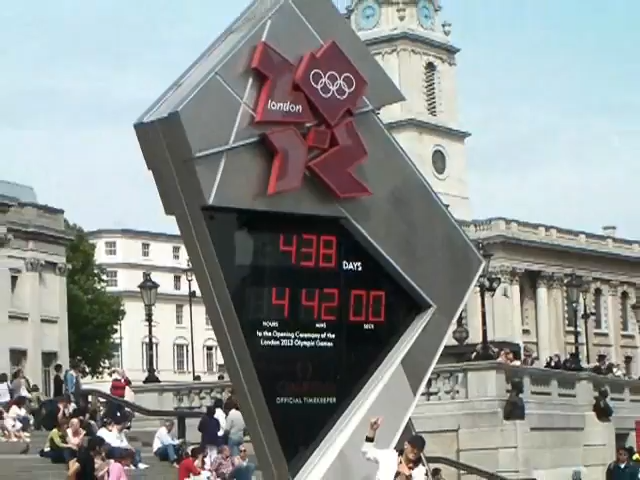 london
438 DAYS
4 42 00
HOURS MINS SECS
to the Opening Ceremony of the
London 2012 Olympic Games
OMEGA
OFFICIAL TIMEKEEPER